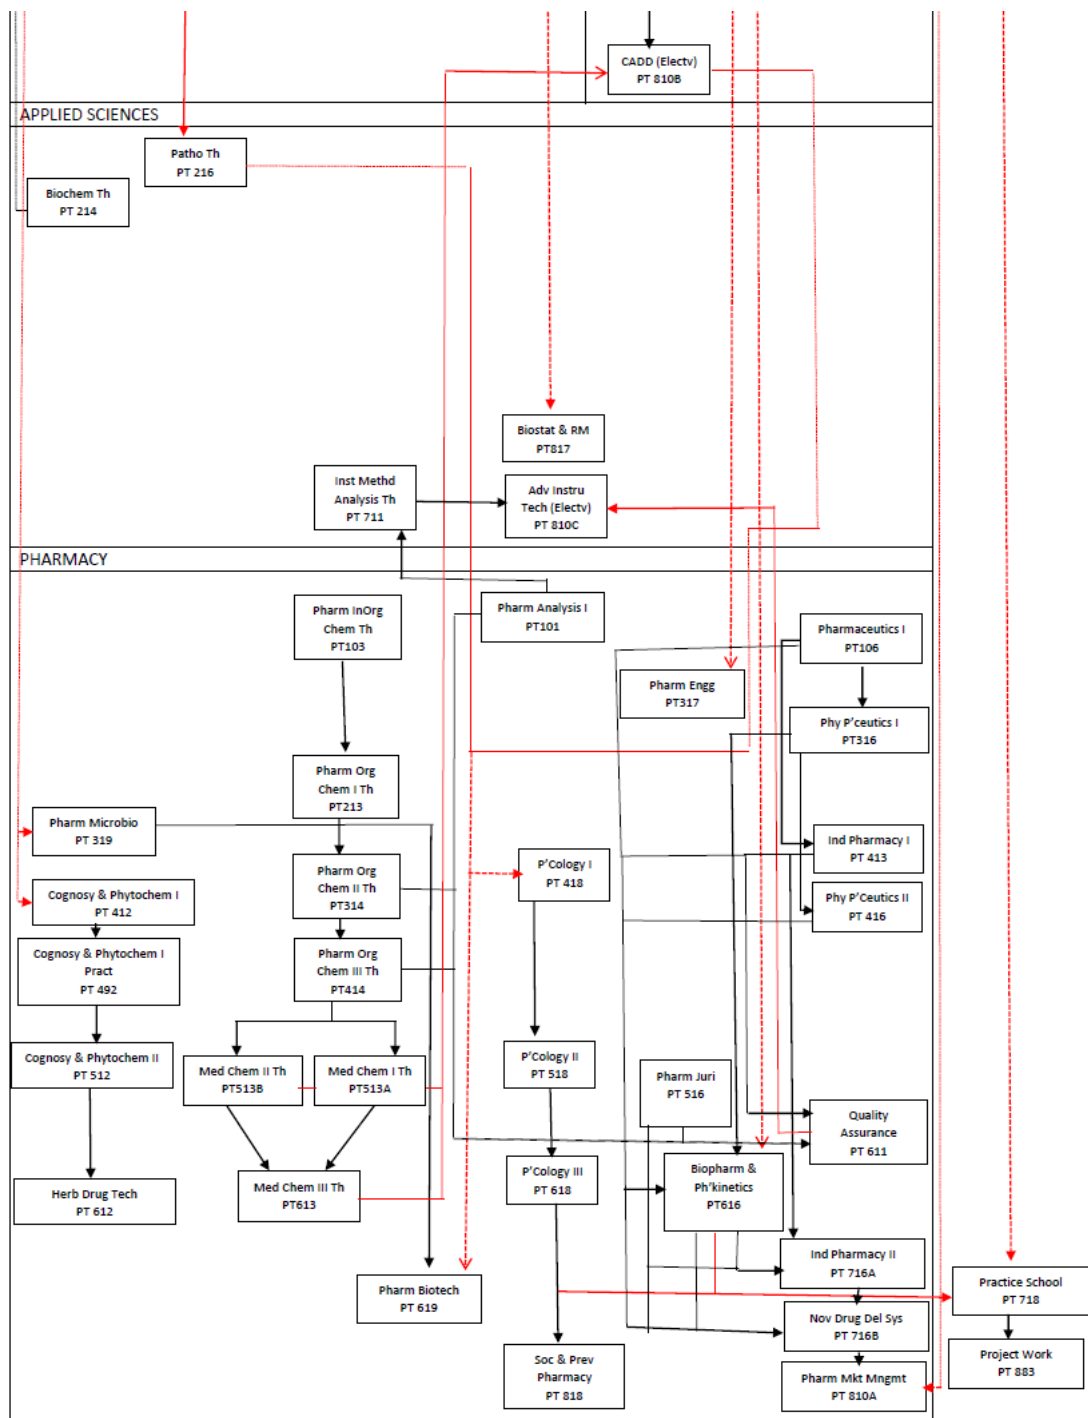 CADD (Electv)
PT 810B
APPLIED SCIENCES
Patho Th
PT 216
Biochem Th
PT 214
Biostat & RM
PT817
Inst Methd
Analysis Th
PT 711
Adv Instru
Tech (Electv)
PT 810C
PHARMACY
Pharm InOrg
Chem Th
PT103
Pharm Analysis I
PT101
Pharmaceutics I
PT106
Pharm Engg
PT317
Phy P'ceutics I
PT316
Pharm Org
Chem I Th
PT213
Pharm Microbio
PT 319
Ind Pharmacy I
PT 413
Pharm Org
Chem II Th
PT314
P'Cology I
PT 418
Cognosy & Phytochem I
PT 412
Phy P'Ceutics II
PT 416
Cognosy & Phytochem I
Pract
PT 492
Pharm Org
Chem III Th
PT414
Cognosy & Phytochem II
PT 512
Med Chem II Th
PT513B
Med Chem I Th
PT513A
P'Cology II
PT 518
Pharm Juri
PT 516
Quality
Assurance
PT 611
Herb Drug Tech
PT 612
Med Chem III Th
PT613
P'Cology III
PT 618
Biopharm &
Ph'kinetics
PT616
Ind Pharmacy II
PT 716A
Pharm Biotech
PT 619
Practice School
PT 718
Nov Drug Del Sys
PT 716B
Soc & Prev
Pharmacy
PT 818
Pharm Mkt Mngmt
PT 810A
Project Work
PT 883